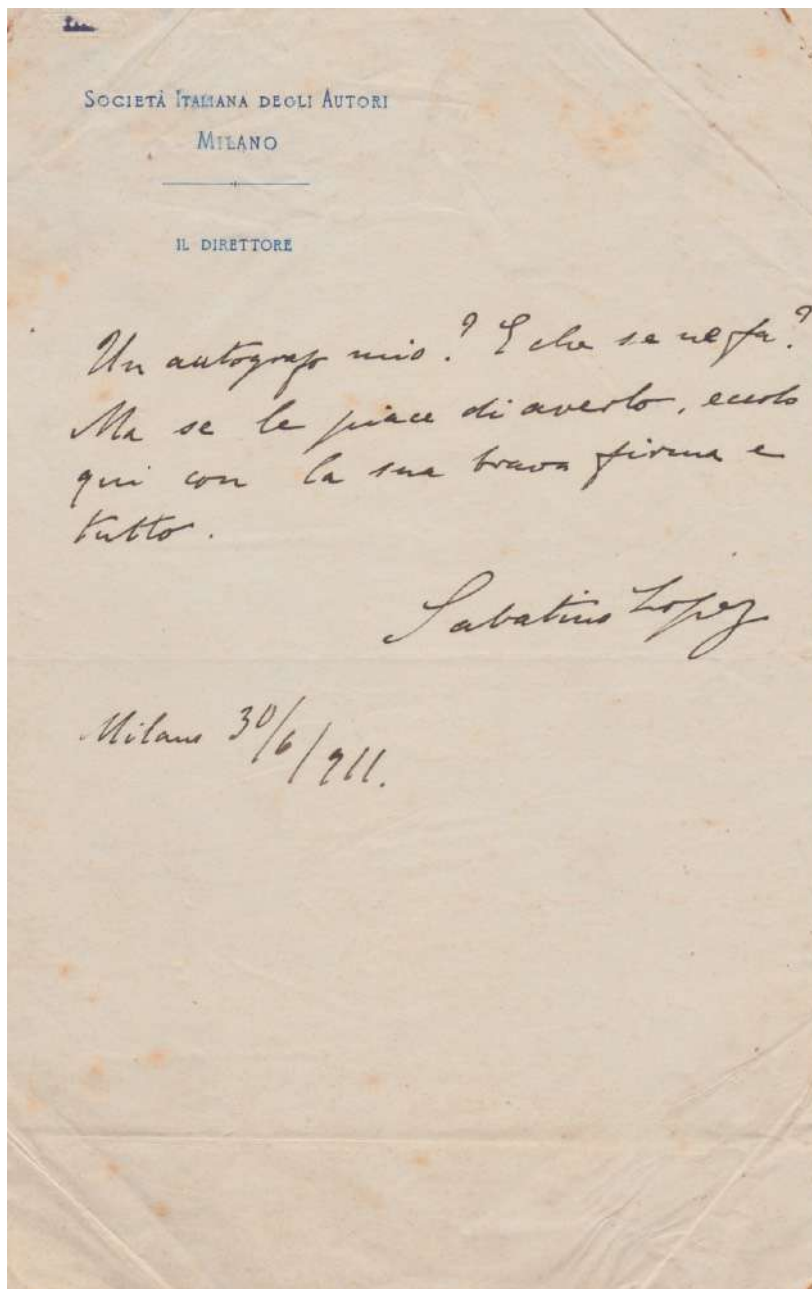 SOCIETÀ ITALIANA DEGLI AUTORI
MILANO
IL DIRETTORE
Un autografo mio? E che se ne fa?
Ma se le piace di averlo, eccolo
qui con la sua brava firma e
tutto.
Sabatino Lopez
Milano 30/6/911.